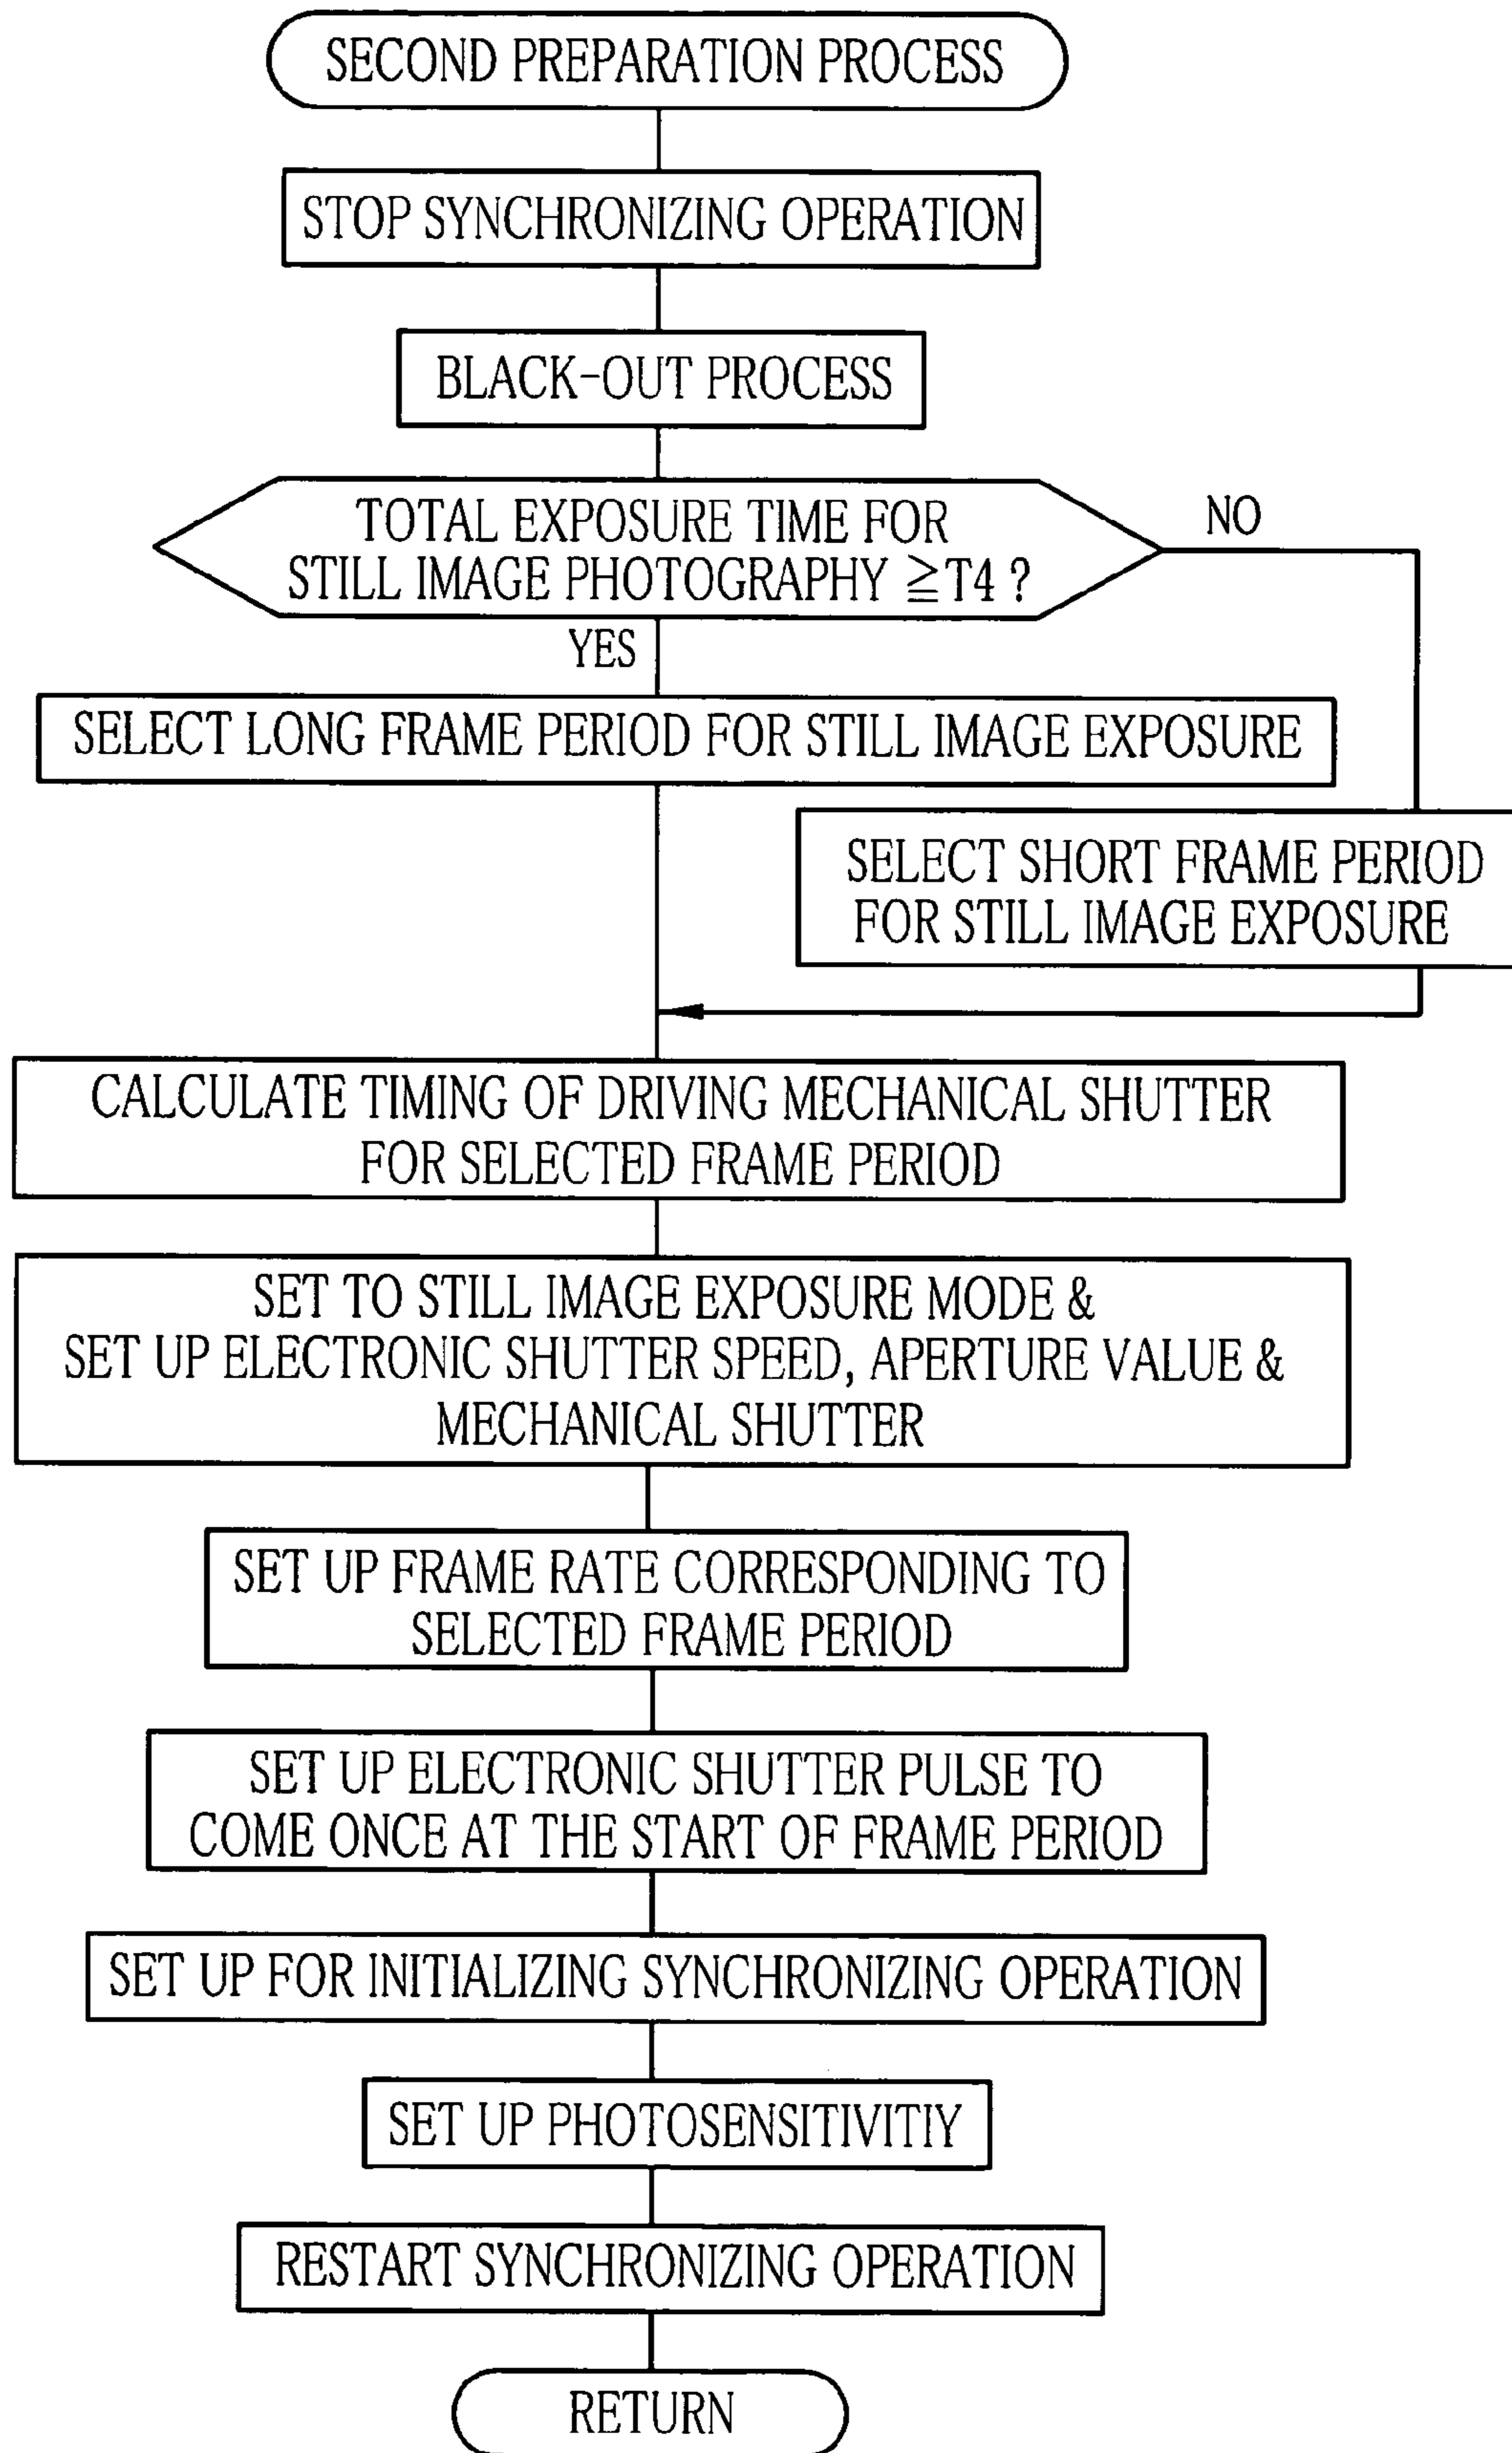 SECOND PREPARATION PROCESS
STOP SYNCHRONIZING OPERATION
BLACK-OUT PROCESS
TOTAL EXPOSURE TIME FOR
STILL IMAGE PHOTOGRAPHY ≧T4 ?
NO
YES
SELECT LONG FRAME PERIOD FOR STILL IMAGE EXPOSURE
SELECT SHORT FRAME PERIOD
FOR STILL IMAGE EXPOSURE
CALCULATE TIMING OF DRIVING MECHANICAL SHUTTER
FOR SELECTED FRAME PERIOD
SET TO STILL IMAGE EXPOSURE MODE &
SET UP ELECTRONIC SHUTTER SPEED, APERTURE VALUE &
MECHANICAL SHUTTER
SET UP FRAME RATE CORRESPONDING TO
SELECTED FRAME PERIOD
SET UP ELECTRONIC SHUTTER PULSE TO
COME ONCE AT THE START OF FRAME PERIOD
SET UP FOR INITIALIZING SYNCHRONIZING OPERATION
SET UP PHOTOSENSITIVITIY
RESTART SYNCHRONIZING OPERATION
RETURN